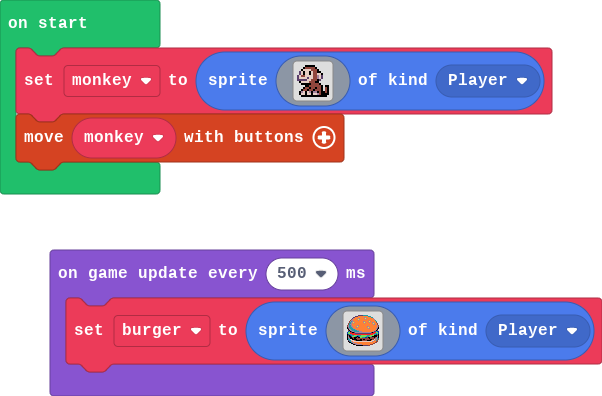 on start
set monkey to sprite of kind Player
move monkey with buttons
on game update every 500 ms
set burger to sprite of kind Player